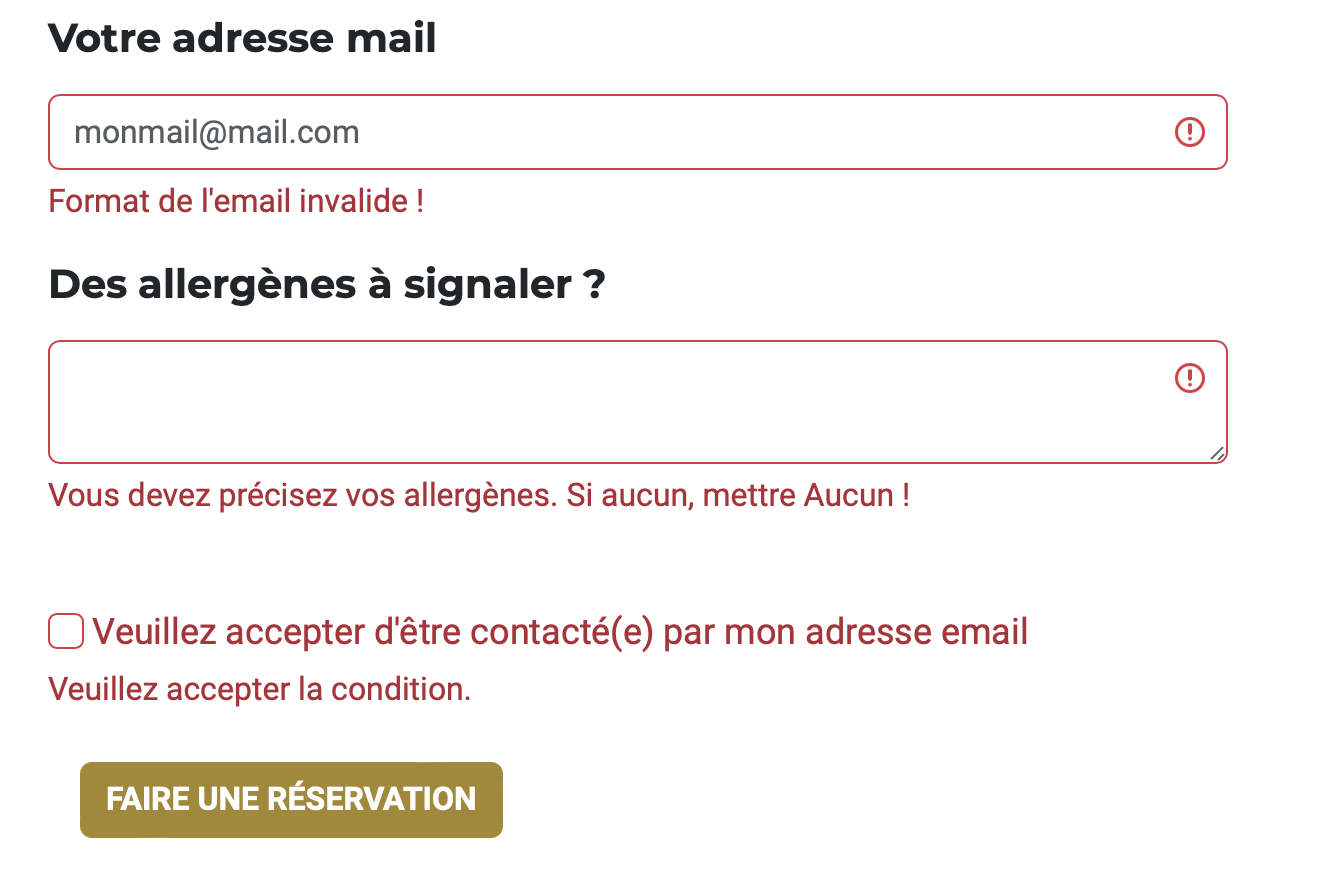 Votre adresse mail
monmail@mail.com
Format de l'email invalide !
Des allergènes à signaler ?
Vous devez précisez vos allergènes. Si aucun, mettre Aucun !
Veuillez accepter d'être contacté(e) par mon adresse email
Veuillez accepter la condition.
FAIRE UNE RÉSERVATION